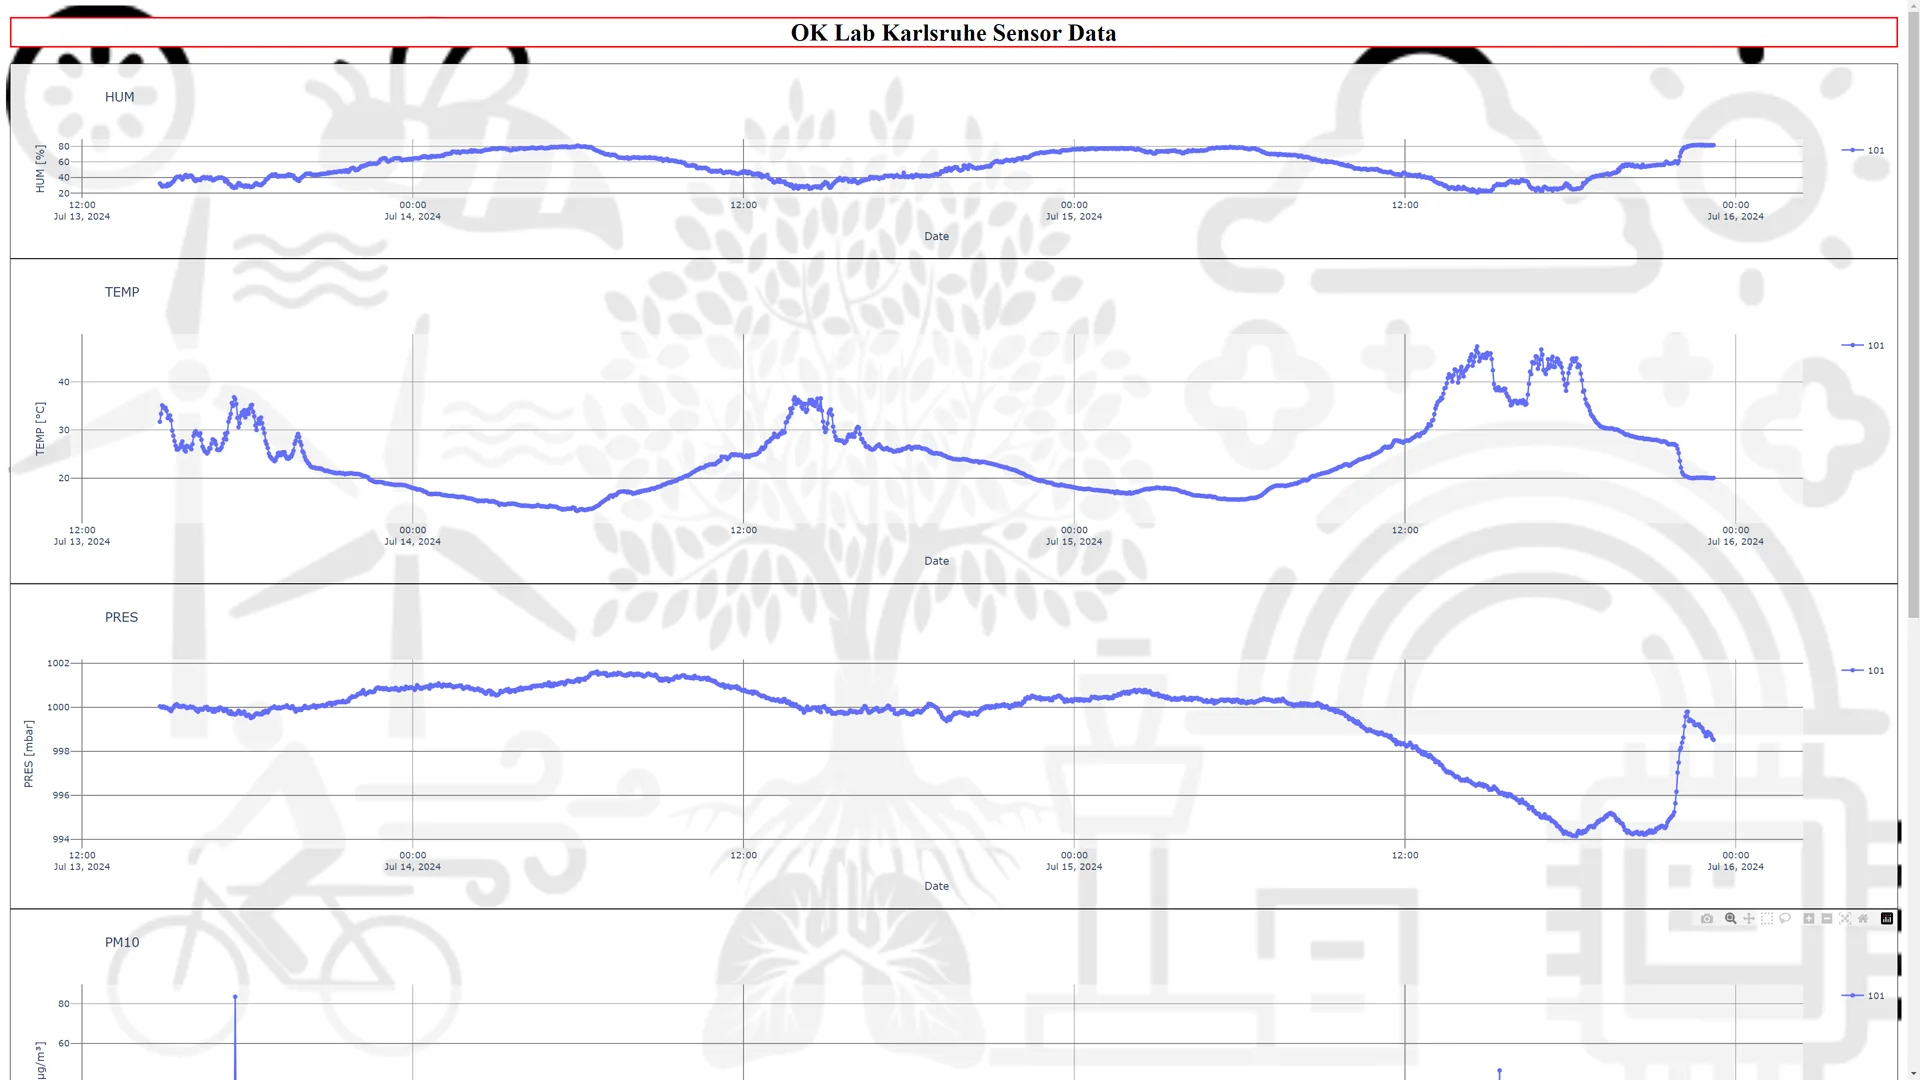 OK Lab Karlsruhe Sensor Data
HUM
HUM [%]
80
60
40
20
101
12:00 00:00 12:00 00:00 12:00 00:00
Jul 13, 2024 Jul 14, 2024 Jul 15, 2024 Jul 16, 2024
Date
TEMP
TEMP [°C]
40
30
20
101
12:00 00:00 12:00 00:00 12:00 00:00
Jul 13, 2024 Jul 14, 2024 Jul 15, 2024 Jul 16, 2024
Date
PRES
PRES [mbar]
1002
1000
998
996
994
101
12:00 00:00 12:00 00:00 12:00 00:00
Jul 13, 2024 Jul 14, 2024 Jul 15, 2024 Jul 16, 2024
Date
PM10
80
60
µg/m³]
101